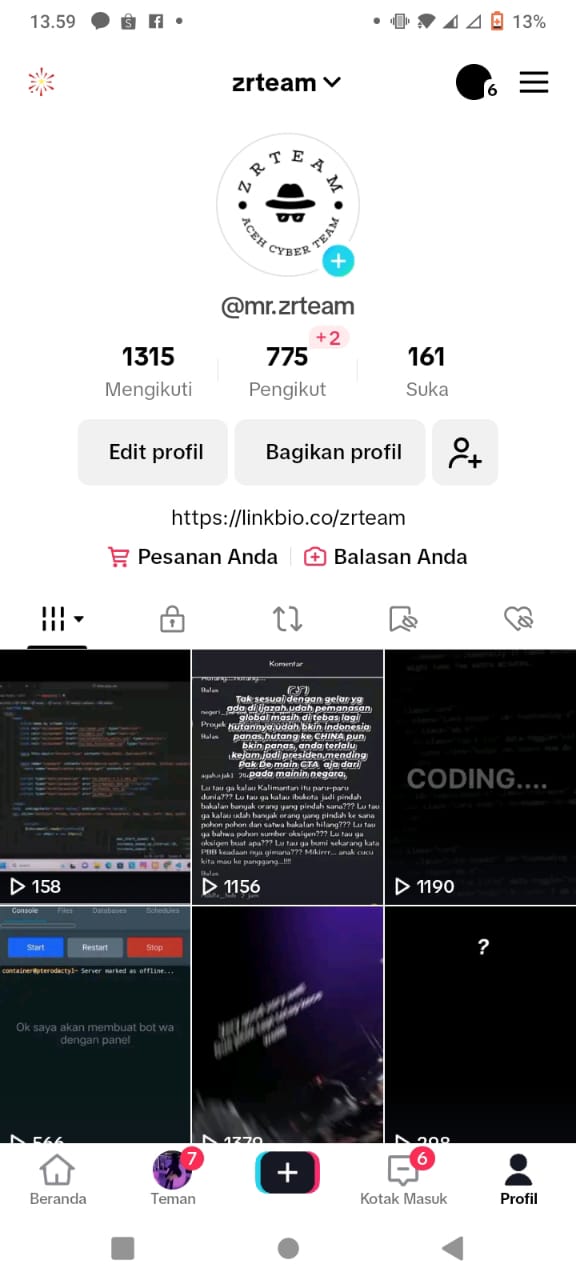 13.59
13%
zrteam
6
ZRTEAM
ACEH CYBER TEAM
@mr.zrteam
+2
1315
775
161
Mengikuti
Pengikut
Suka
Edit profil
Bagikan profil
https://linkbio.co/zrteam
Pesanan Anda
Balasan Anda
158
Komentar
Balas
Tak sesuai dengan gelar yg
ada di ijazah,udah pemanasan
global masih di tebas lagi
hutannya,udah bkin indonesia
panas,hutang ke CHINA pun
bkin panas, anda terlalu
kejam jadi presiden,mending
Pak De main GTA aja dari
pada mainin negara,
Balas
Lu tau ga kalau Kalimantan itu paru-paru
dunia??? Lu tau ga kalau ibukota jadi pindah
bakalan banyak orang yang pindah ke sana??? Lu tau
ga kalau udah banyak orang yang pindah ke sana
pohon pohon dan satwa bakalan hilang??? Lu tau
ga bahwa pohon sumber oksigen??? Lu tau ga
oksigen buat apa??? Lu tau ga bumi sekarang kata
PBB keadaan nya gimana??? Mikirrr... anak cucu
kita mau ke panggang...!!!!
Balas
1156
CODING....
1190
Console
Files
Databases
Schedules
Start
Restart
Stop
container@pterodactyl~ Server marked as offline...
Ok saya akan membuat bot wa
dengan panel
566
1379
?
298
7
6
Beranda
Teman
Kotak Masuk
Profil